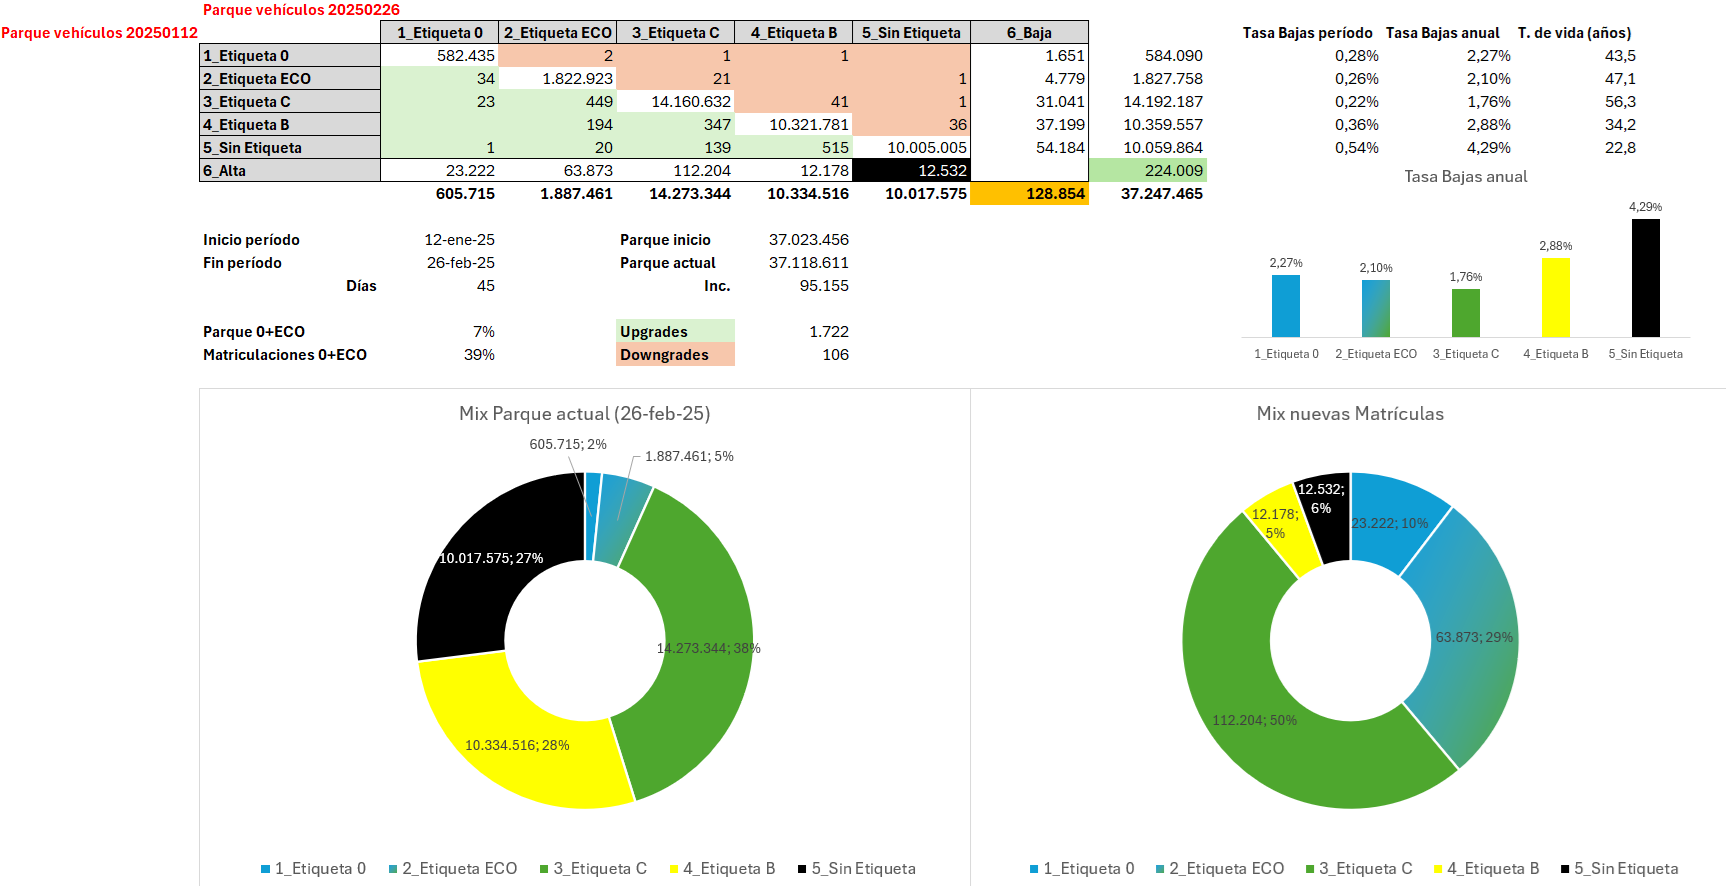 Parque vehículos 20250226
Parque vehículos 20250112 1_Etiqueta 0 2_Etiqueta ECO 3_Etiqueta C 4_Etiqueta B 5_Sin Etiqueta 6_Baja Tasa Bajas período Tasa Bajas anual T. de vida (años)
1_Etiqueta 0 582.435 2 1 1 1.651 584.090 0,28% 2,27% 43,5
2_Etiqueta ECO 34 1.822.923 21 1 4.779 1.827.758 0,26% 2,10% 47,1
3_Etiqueta C 23 449 14.160.632 41 1 31.041 14.192.187 0,22% 1,76% 56,3
4_Etiqueta B 194 347 10.321.781 36 37.199 10.359.557 0,36% 2,88% 34,2
5_Sin Etiqueta 1 20 139 515 10.005.005 54.184 10.059.864 0,54% 4,29% 22,8
6_Alta 23.222 63.873 112.204 12.178 12.532 224.009
605.715 1.887.461 14.273.344 10.334.516 10.017.575 128.854 37.247.465
Tasa Bajas anual
4,29%
2,88%
2,27%
2,10%
1,76%
1_Etiqueta 0 2_Etiqueta ECO 3_Etiqueta C 4_Etiqueta B 5_Sin Etiqueta
Inicio período 12-ene-25 Parque inicio 37.023.456
Fin período 26-feb-25 Parque actual 37.118.611
Días 45 Inc. 95.155
Parque 0+ECO 7% Upgrades 1.722
Matriculaciones 0+ECO 39% Downgrades 106
Mix Parque actual (26-feb-25)
605.715; 2%
1.887.461; 5%
10.017.575; 27%
14.273.344; 38%
10.334.516; 28%
1_Etiqueta 0 2_Etiqueta ECO 3_Etiqueta C 4_Etiqueta B 5_Sin Etiqueta
Mix nuevas Matrículas
12.532;
6%
12.178;
5%
23.222; 10%
63.873; 29%
112.204; 50%
1_Etiqueta 0 2_Etiqueta ECO 3_Etiqueta C 4_Etiqueta B 5_Sin Etiqueta